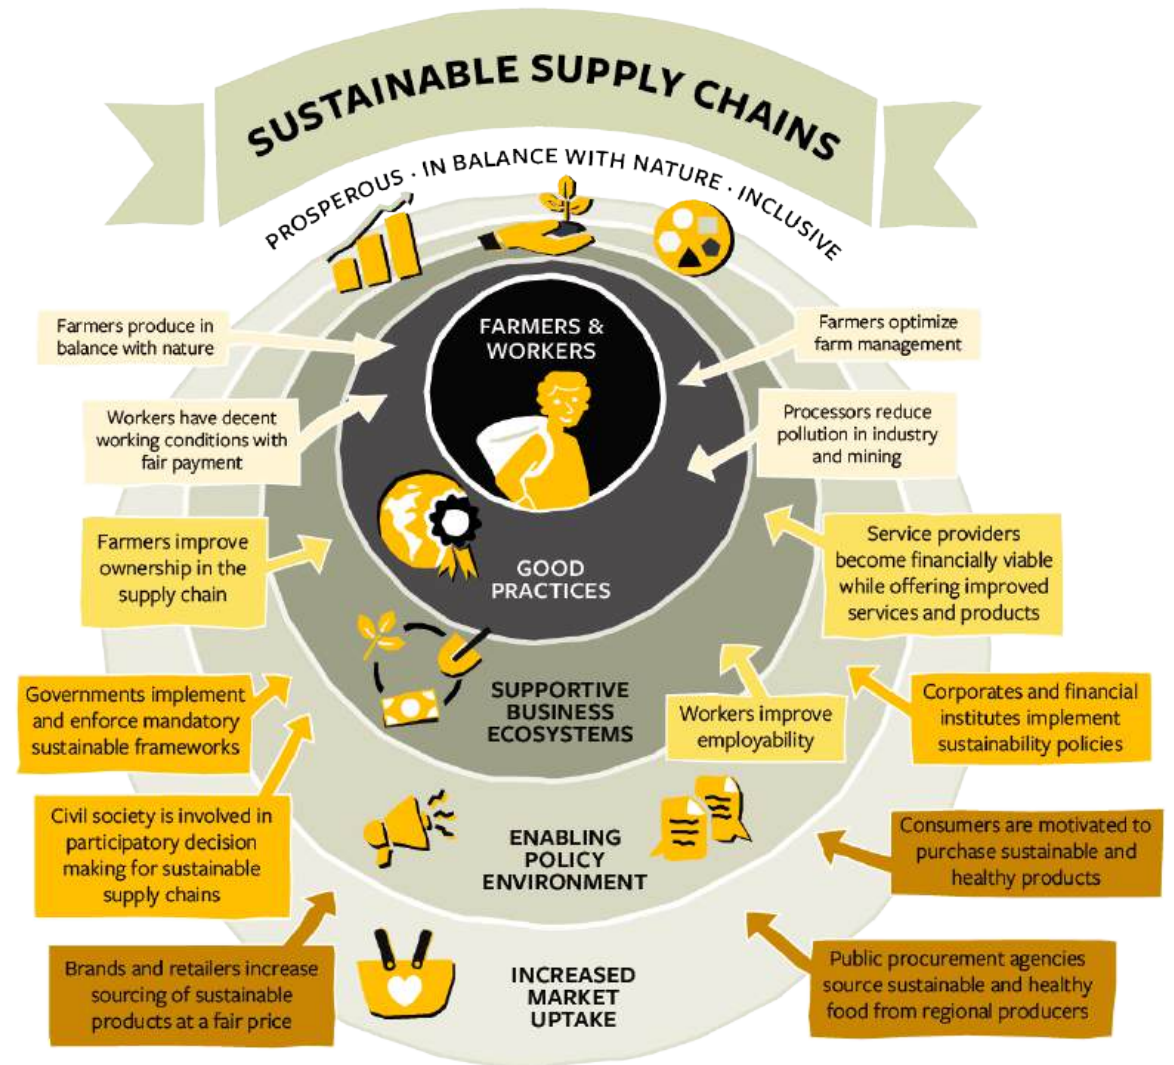 SUSTAINABLE SUPPLY CHAINS
PROSPEROUS · IN BALANCE WITH NATURE · INCLUSIVE
FARMERS &
WORKERS
Farmers produce in
balance with nature
Farmers optimize
farm management
Workers have decent
working conditions with
fair payment
Processors reduce
pollution in industry
and mining
GOOD
PRACTICES
Farmers improve
ownership in the
supply chain
Service providers
become financially viable
while offering improved
services and products
SUPPORTIVE
BUSINESS
ECOSYSTEMS
Workers improve
employability
Governments implement
and enforce mandatory
sustainable frameworks
Corporates and financial
institutes implement
sustainability policies
Civil society is involved in
participatory decision
making for sustainable
supply chains
ENABLING
POLICY
ENVIRONMENT
Consumers are motivated to
purchase sustainable and
healthy products
Brands and retailers increase
sourcing of sustainable
products at a fair price
INCREASED
MARKET
UPTAKE
Public procurement agencies
source sustainable and healthy
food from regional producers